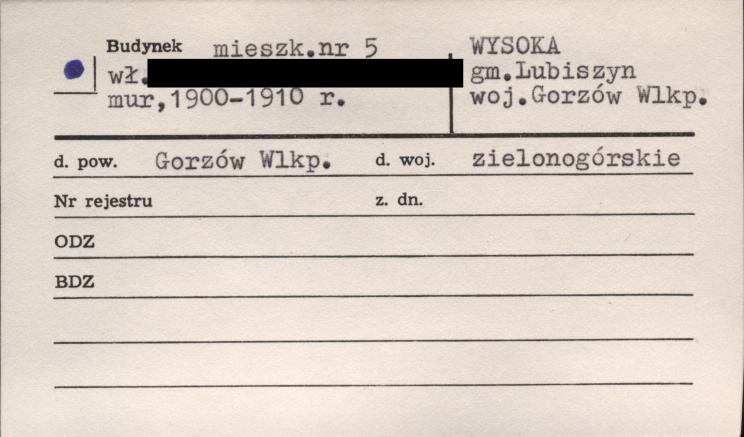 Budynek mieszk.nr 5
wł.
mur,1900-1910 r.
WYSOKA
gm.Lubiszyn
woj.Gorzów Wlkp.
d. pow. Gorzów Wlkp. d. woj. zielonogórskie
Nr rejestru z. dn.
ODZ
BDZ